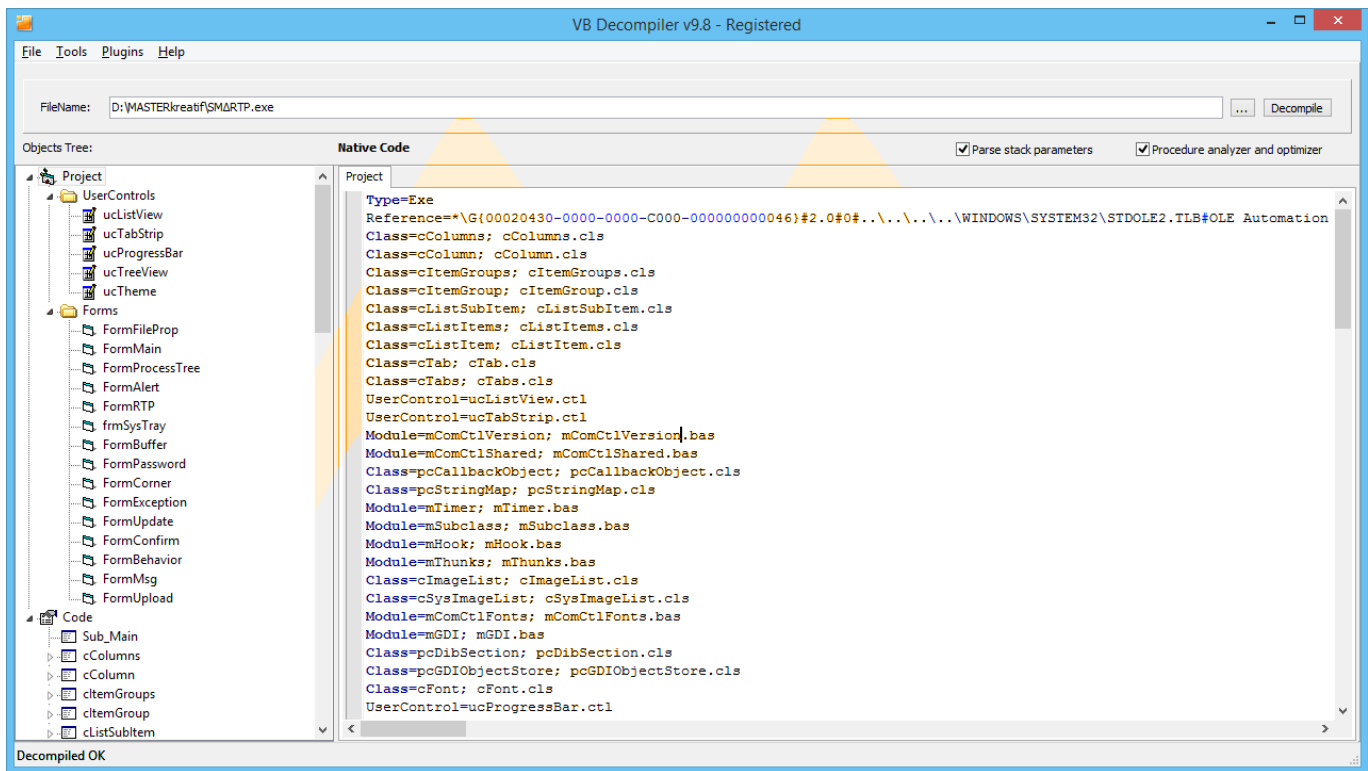 VB Decompiler v9.8 - Registered
File Tools Plugins Help
FileName: D:\MASTERkreatif\SMΔRTP.exe ... Decompile
Objects Tree: Native Code Parse stack parameters Procedure analyzer and optimizer
Project
UserControls
ucListView
ucTabStrip
ucProgressBar
ucTreeView
ucTheme
Forms
FormFileProp
FormMain
FormProcessTree
FormAlert
FormRTP
frmSysTray
FormBuffer
FormPassword
FormCorner
FormException
FormUpdate
FormConfirm
FormBehavior
FormMsg
FormUpload
Code
Sub_Main
cColumns
cColumn
cItemGroups
cItemGroup
cListSubItem
Project
Type=Exe
Reference=*\G{00020430-0000-0000-C000-000000000046}#2.0#0#..\..\..\..\WINDOWS\SYSTEM32\STDOLE2.TLB#OLE Automation
Class=cColumns; cColumns.cls
Class=cColumn; cColumn.cls
Class=cItemGroups; cItemGroups.cls
Class=cItemGroup; cItemGroup.cls
Class=cListSubItem; cListSubItem.cls
Class=cListItems; cListItems.cls
Class=cListItem; cListItem.cls
Class=cTab; cTab.cls
Class=cTabs; cTabs.cls
UserControl=ucListView.ctl
UserControl=ucTabStrip.ctl
Module=mComCtlVersion; mComCtlVersion.bas
Module=mComCtlShared; mComCtlShared.bas
Class=pcCallbackObject; pcCallbackObject.cls
Class=pcStringMap; pcStringMap.cls
Module=mTimer; mTimer.bas
Module=mSubclass; mSubclass.bas
Module=mHook; mHook.bas
Module=mThunks; mThunks.bas
Class=cImageList; cImageList.cls
Class=cSysImageList; cSysImageList.cls
Module=mComCtlFonts; mComCtlFonts.bas
Module=mGDI; mGDI.bas
Class=pcDibSection; pcDibSection.cls
Class=pcGDIObjectStore; pcGDIObjectStore.cls
Class=cFont; cFont.cls
UserControl=ucProgressBar.ctl
Decompiled OK